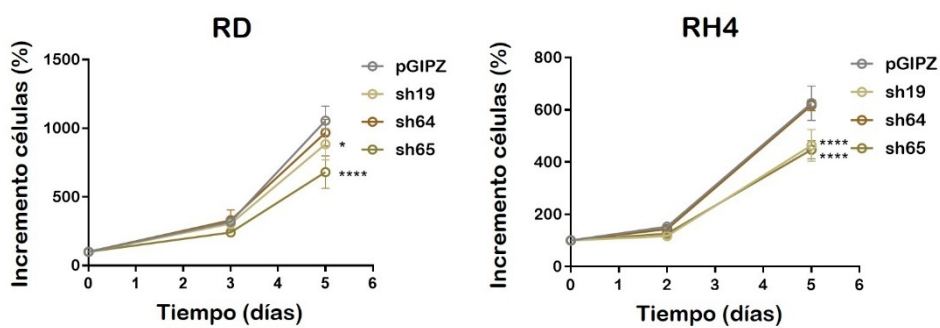 RD
Incremento células (%)
1500
1000
500
0
0 1 2 3 4 5 6
Tiempo (días)
pGIPZ
sh19
sh64
sh65
*
****
RH4
Incremento células (%)
800
600
400
200
0
0 1 2 3 4 5 6
Tiempo (días)
pGIPZ
sh19
sh64
sh65
****
****